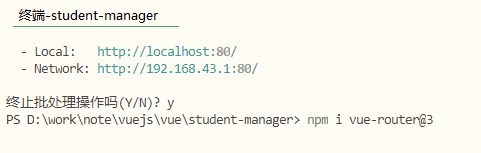 终端-student-manager
- Local:   http://localhost:80/
- Network: http://192.168.43.1:80/
终止批处理操作吗(Y/N)? y
PS D:\work\note\vuejs\vue\student-manager> npm i vue-router@3